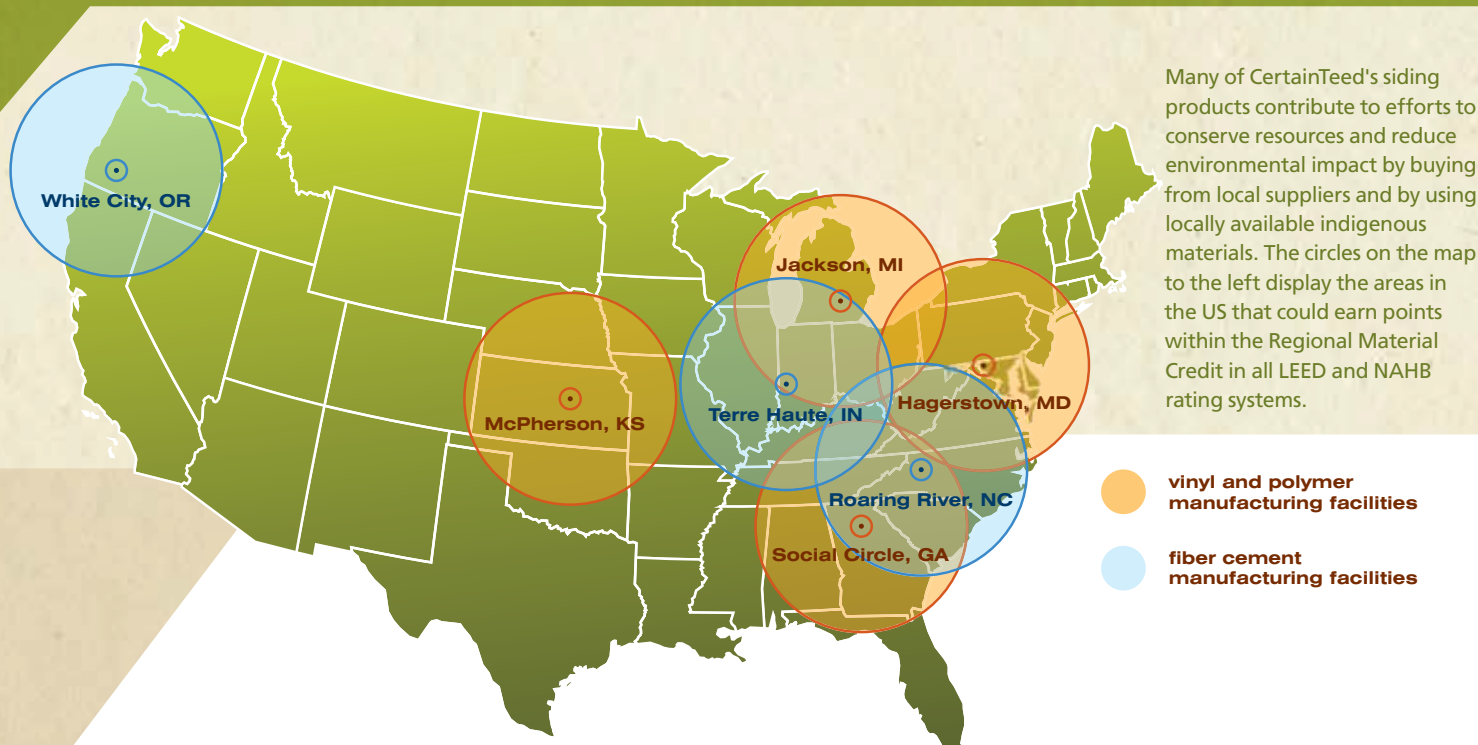 Many of CertainTeed's siding
products contribute to efforts to
conserve resources and reduce
environmental impact by buying
from local suppliers and by using
locally available indigenous
materials. The circles on the map
to the left display the areas in
the US that could earn points
within the Regional Material
Credit in all LEED and NAHB
rating systems.
White City, OR
Jackson, MI
McPherson, KS
Terre Haute, IN
Hagerstown, MD
Roaring River, NC
Social Circle, GA
vinyl and polymer
manufacturing facilities
fiber cement
manufacturing facilities